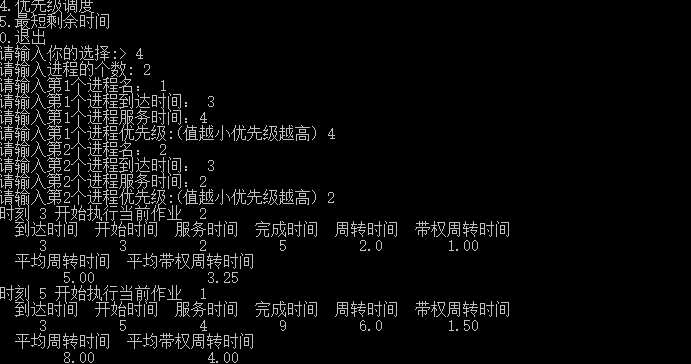 4.优先级调度
5.最短剩余时间
0.退出
请输入你的选择:> 4
请输入进程的个数: 2
请输入第1个进程名： 1
请输入第1个进程到达时间： 3
请输入第1个进程服务时间：4
请输入第1个进程优先级:(值越小优先级越高) 4
请输入第2个进程名： 2
请输入第2个进程到达时间： 3
请输入第2个进程服务时间：2
请输入第2个进程优先级:(值越小优先级越高) 2
时刻 3 开始执行当前作业 2
到达时间 开始时间 服务时间 完成时间 周转时间 带权周转时间
3 3 2 5 2.0 1.00
平均周转时间 平均带权周转时间
5.00 3.25
时刻 5 开始执行当前作业 1
到达时间 开始时间 服务时间 完成时间 周转时间 带权周转时间
3 5 4 9 6.0 1.50
平均周转时间 平均带权周转时间
8.00 4.00